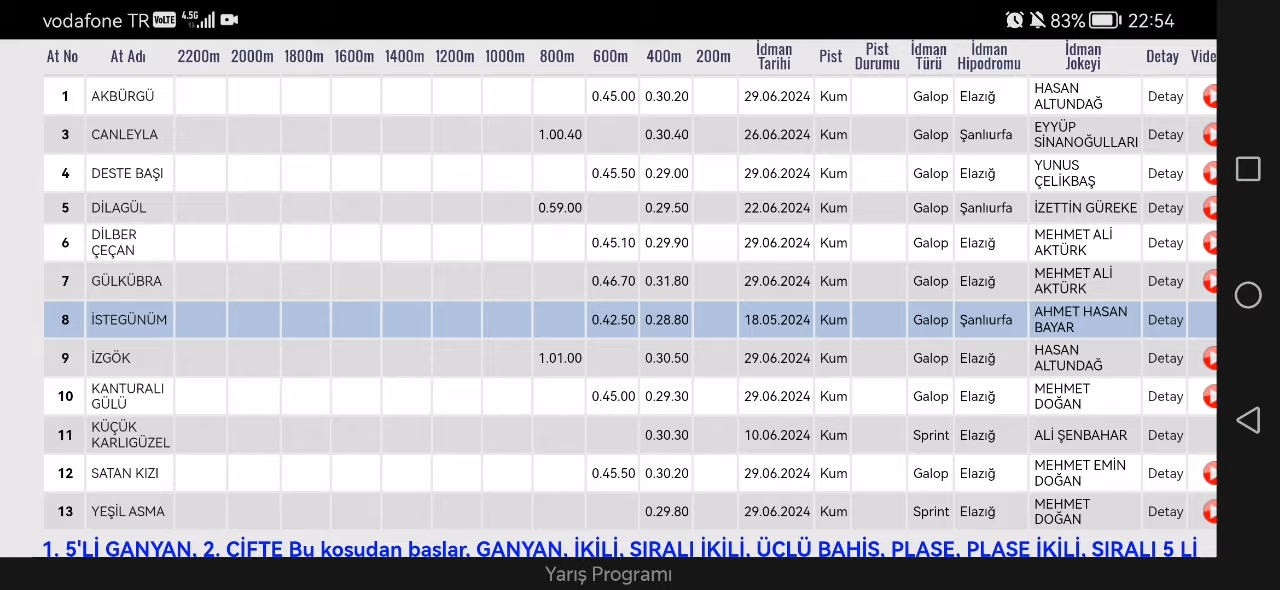 vodafone TR VoLTE 4.5G 83% 22:54
At No At Adı 2200m 2000m 1800m 1600m 1400m 1200m 1000m 800m 600m 400m 200m İdman Tarihi Pist Pist Durumu İdman Türü İdman Hipodromu İdman Jokeyi Detay Vide
1 AKBÜRGÜ 0.45.00 0.30.20 29.06.2024 Kum Galop Elazığ HASAN ALTUNDAĞ Detay
3 CANLEYLA 1.00.40 0.30.40 26.06.2024 Kum Galop Şanlıurfa EYYÜP SİNANOĞULLARI Detay
4 DESTE BAŞI 0.45.50 0.29.00 29.06.2024 Kum Galop Elazığ YUNUS ÇELİKBAŞ Detay
5 DİLAGÜL 0.59.00 0.29.50 22.06.2024 Kum Galop Şanlıurfa İZETTİN GÜREKE Detay
6 DİLBER ÇEÇAN 0.45.10 0.29.90 29.06.2024 Kum Galop Elazığ MEHMET ALİ AKTÜRK Detay
7 GÜLKÜBRA 0.46.70 0.31.80 29.06.2024 Kum Galop Elazığ MEHMET ALİ AKTÜRK Detay
8 İSTEGÜNÜM 0.42.50 0.28.80 18.05.2024 Kum Galop Şanlıurfa AHMET HASAN BAYAR Detay
9 İZGÖK 1.01.00 0.30.50 29.06.2024 Kum Galop Elazığ HASAN ALTUNDAĞ Detay
10 KANTURALI GÜLÜ 0.45.00 0.29.30 29.06.2024 Kum Galop Elazığ MEHMET DOĞAN Detay
11 KÜÇÜK KARLIGÜZEL 0.30.30 10.06.2024 Kum Sprint Elazığ ALİ ŞENBAHAR Detay
12 SATAN KIZI 0.45.50 0.30.20 29.06.2024 Kum Galop Elazığ MEHMET EMİN DOĞAN Detay
13 YEŞİL ASMA 0.29.80 29.06.2024 Kum Sprint Elazığ MEHMET DOĞAN Detay
1. 5'Lİ GANYAN, 2. ÇİFTE Bu koşudan başlar. GANYAN, İKİLİ, SIRALI İKİLİ, ÜÇLÜ BAHİS, PLASE, PLASE İKİLİ, SIRALI 5 Lİ
Yarış Programı